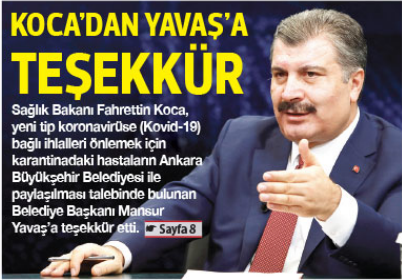 KOCA'DAN YAVAŞ'A
TEŞEKKÜR
Sağlık Bakanı Fahrettin Koca,
yeni tip koronavirüse (Kovid-19)
bağlı ihlalleri önlemek için
karantinadaki hastaların Ankara
Büyükşehir Belediyesi ile
paylaşılması talebinde bulunan
Belediye Başkanı Mansur
Yavaş'a teşekkür etti. ☛ Sayfa 8